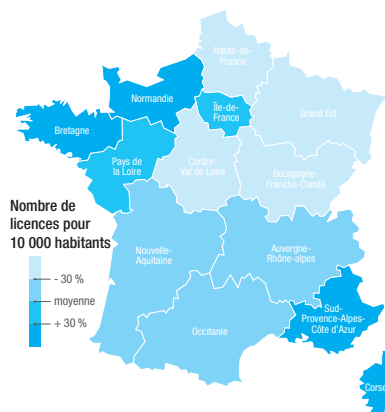 Hauts-de-
France
Normandie
Île-de-
France
Grand Est
Bretagne
Pays de
la Loire
Centre-
Val de Loire
Bourgogne-
Franche-Comté
Nombre de
licences pour
10 000 habitants
- 30 %
moyenne
+ 30 %
Nouvelle-
Aquitaine
Auvergne-
Rhône-alpes
Occitanie
Sud-
Provence-Alpes-
Côte d'Azur
Corse